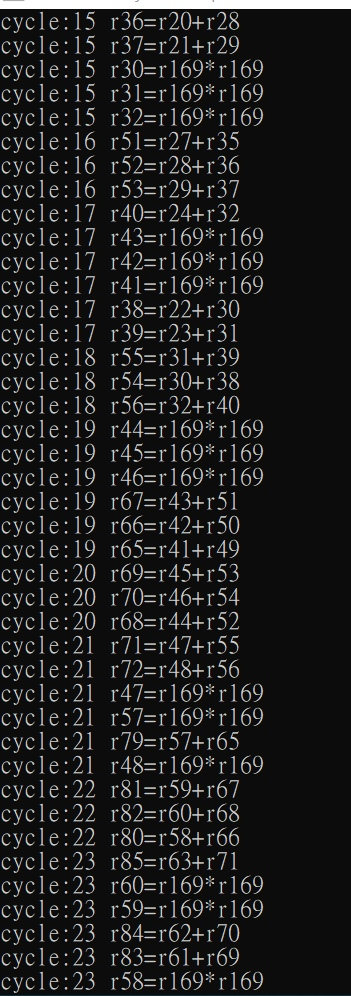 cycle:15 r36=r20+r28
cycle:15 r37=r21+r29
cycle:15 r30=r169*r169
cycle:15 r31=r169*r169
cycle:15 r32=r169*r169
cycle:16 r51=r27+r35
cycle:16 r52=r28+r36
cycle:16 r53=r29+r37
cycle:17 r40=r24+r32
cycle:17 r43=r169*r169
cycle:17 r42=r169*r169
cycle:17 r41=r169*r169
cycle:17 r38=r22+r30
cycle:17 r39=r23+r31
cycle:18 r55=r31+r39
cycle:18 r54=r30+r38
cycle:18 r56=r32+r40
cycle:19 r44=r169*r169
cycle:19 r45=r169*r169
cycle:19 r46=r169*r169
cycle:19 r67=r43+r51
cycle:19 r66=r42+r50
cycle:19 r65=r41+r49
cycle:20 r69=r45+r53
cycle:20 r70=r46+r54
cycle:20 r68=r44+r52
cycle:21 r71=r47+r55
cycle:21 r72=r48+r56
cycle:21 r47=r169*r169
cycle:21 r57=r169*r169
cycle:21 r79=r57+r65
cycle:21 r48=r169*r169
cycle:22 r81=r59+r67
cycle:22 r82=r60+r68
cycle:22 r80=r58+r66
cycle:23 r85=r63+r71
cycle:23 r60=r169*r169
cycle:23 r59=r169*r169
cycle:23 r84=r62+r70
cycle:23 r83=r61+r69
cycle:23 r58=r169*r169